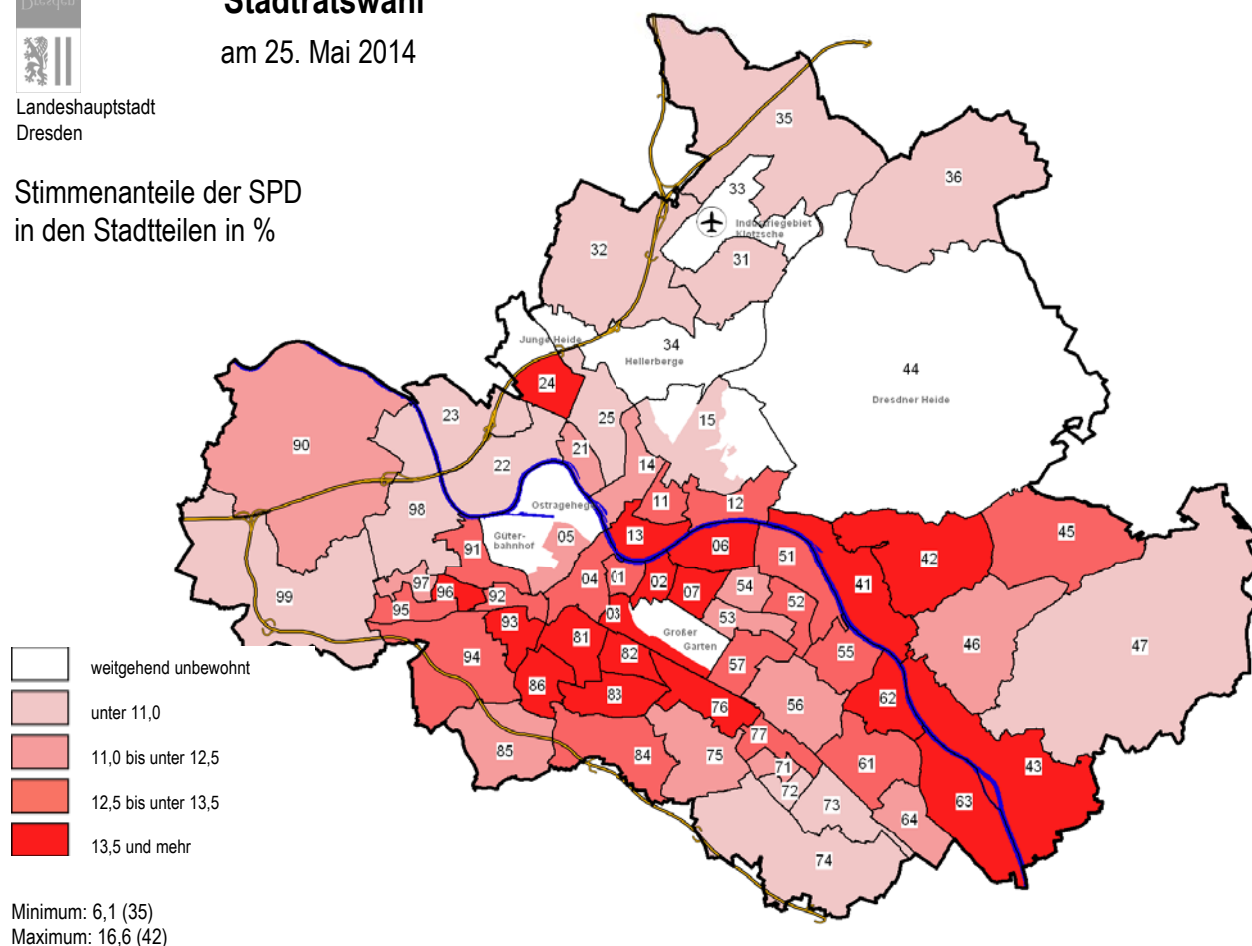 Dresden
Stadtratswahl
am 25. Mai 2014
Landeshauptstadt
Dresden
Stimmenanteile der SPD
in den Stadtteilen in %
35
36
33
Industriegebiet
Klotzsche
32
31
Junge Heide
34
Hellerberge
44
Dresdner Heide
24
23
25
15
90
21
22
14
11
12
Ostragehege
98
13
45
Güter-
bahnhof
05
06
91
51
42
41
04
01
02
07
54
97
96
92
99
95
52
03
53
93
81
Großer
Garten
46
47
94
82
57
55
86
83
62
76
56
77
85
84
75
71
61
43
72
73
63
64
74
weitgehend unbewohnt
unter 11,0
11,0 bis unter 12,5
12,5 bis unter 13,5
13,5 und mehr
Minimum: 6,1 (35)
Maximum: 16,6 (42)